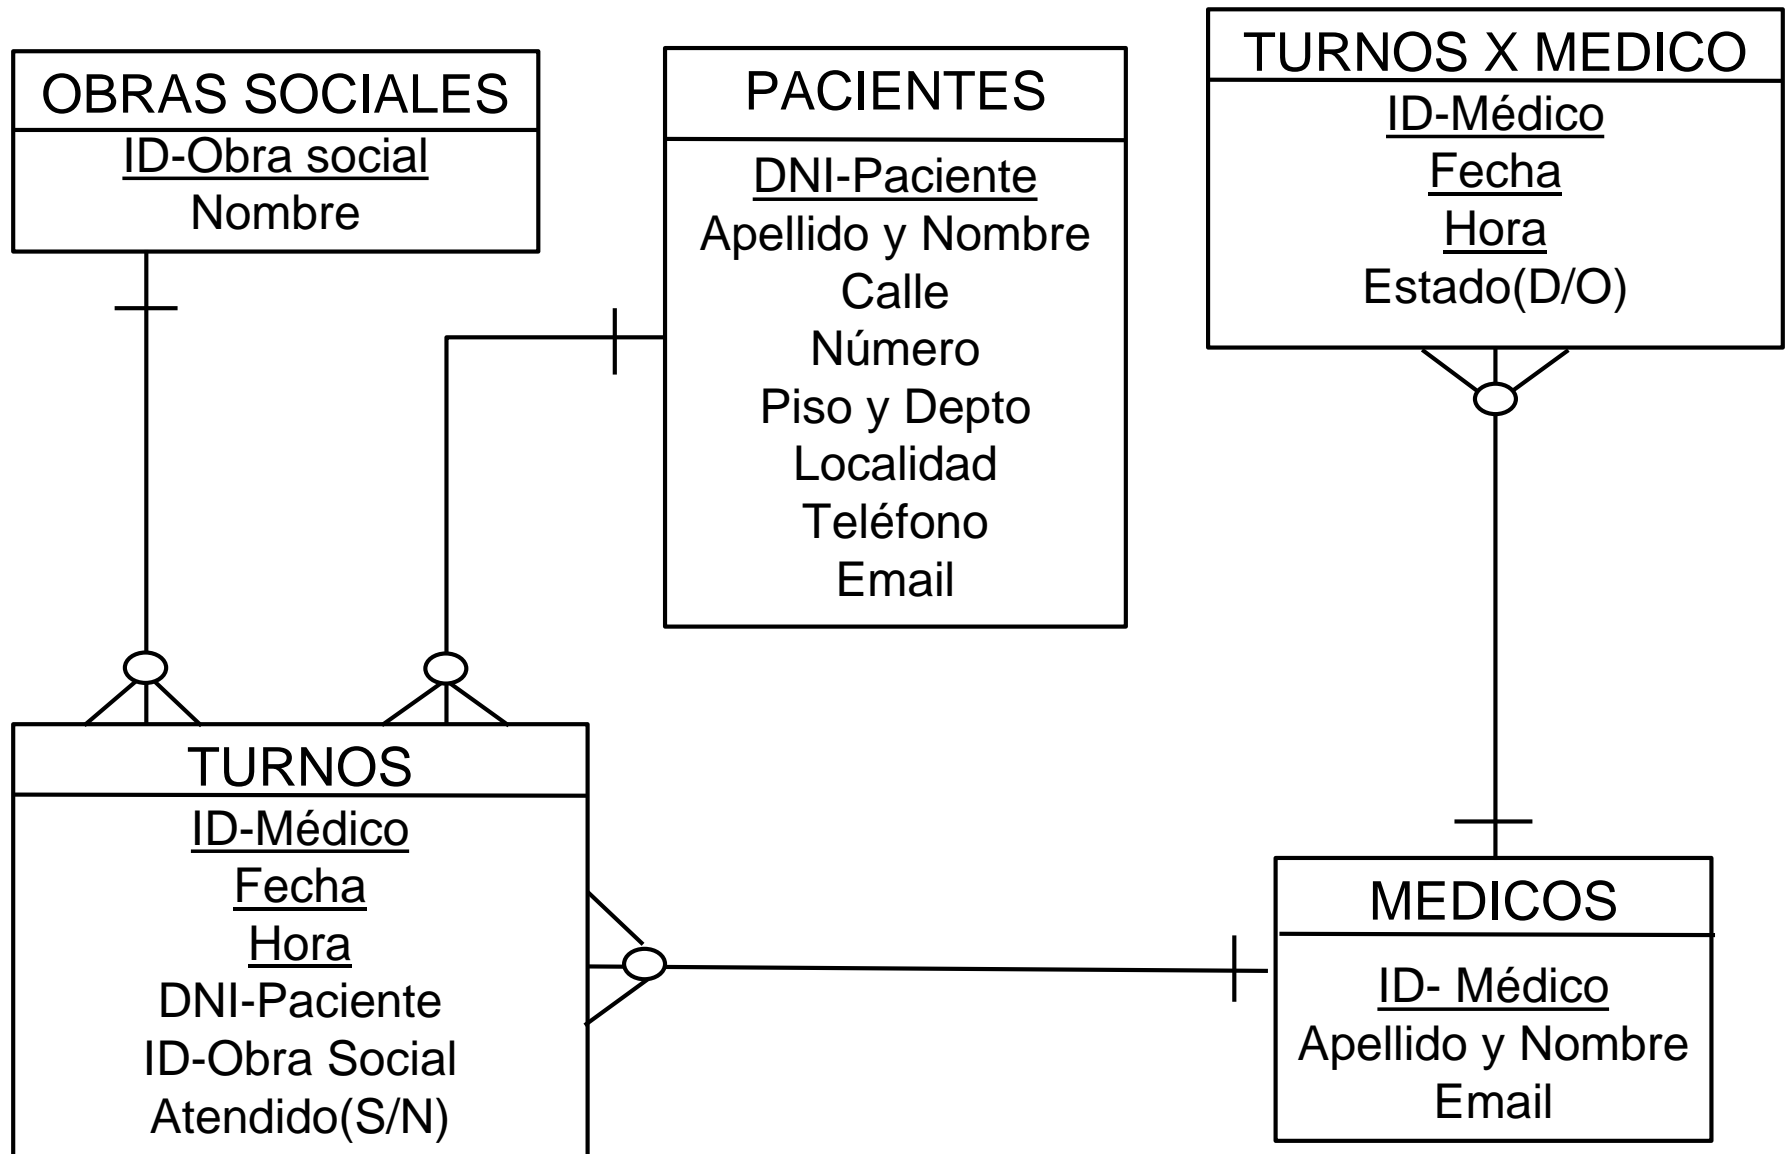 OBRAS SOCIALES
ID-Obra social
Nombre
PACIENTES
DNI-Paciente
Apellido y Nombre
Calle
Número
Piso y Depto
Localidad
Teléfono
Email
TURNOS X MEDICO
ID-Médico
Fecha
Hora
Estado(D/O)
TURNOS
ID-Médico
Fecha
Hora
DNI-Paciente
ID-Obra Social
Atendido(S/N)
MEDICOS
ID- Médico
Apellido y Nombre
Email